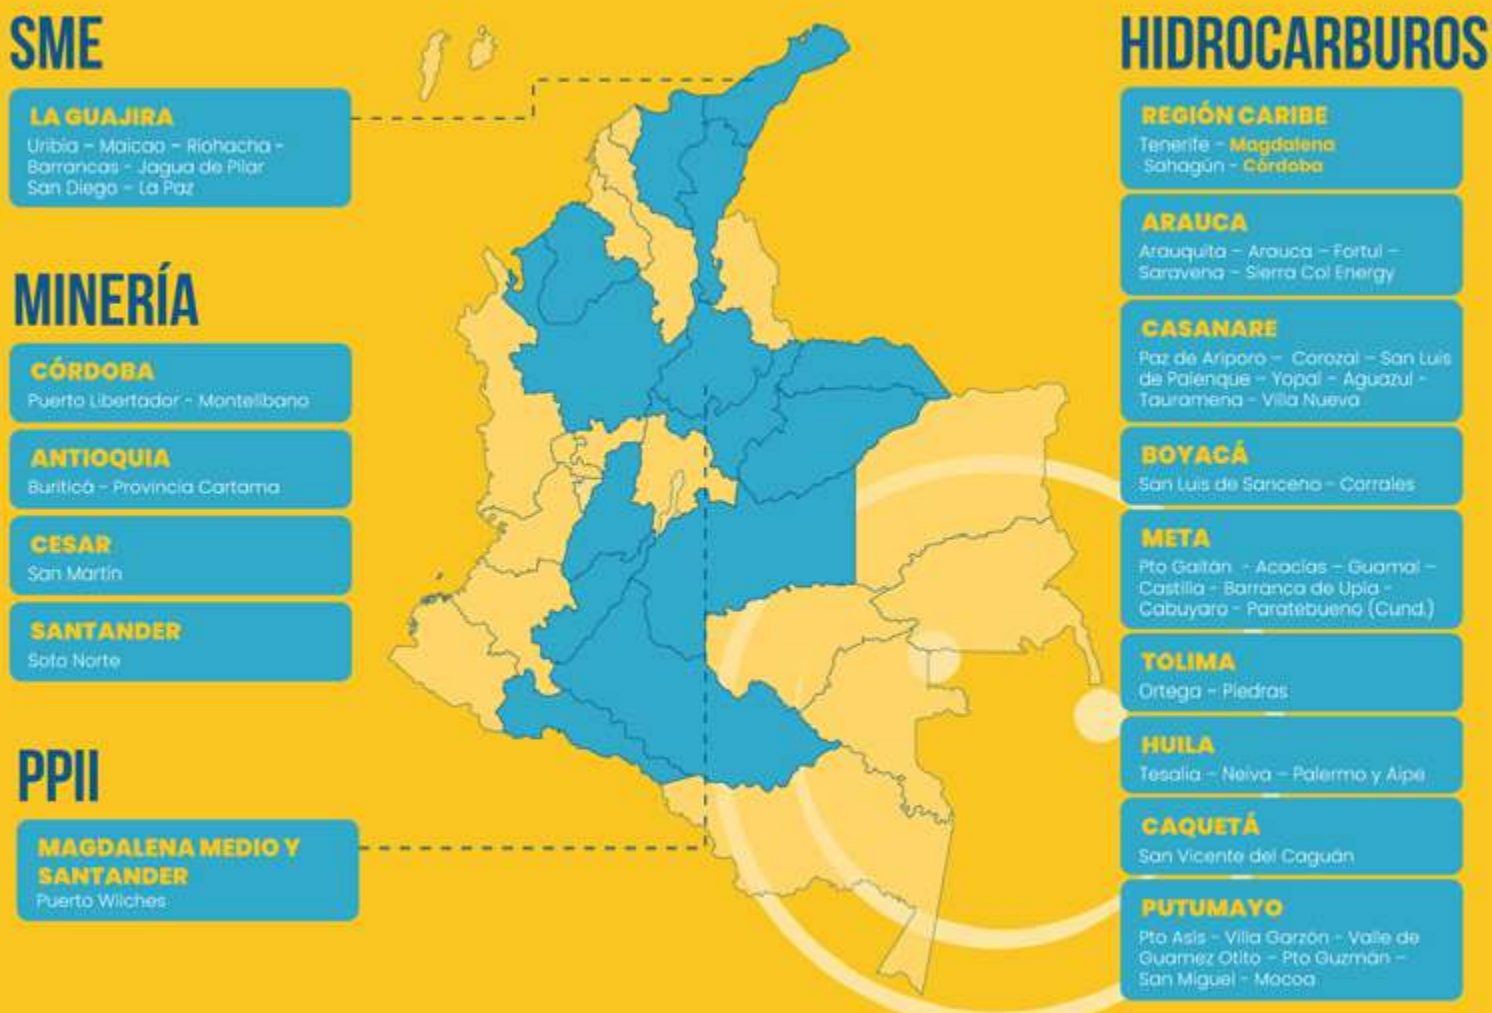 SME
LA GUAJIRA
Uribia – Maicao – Riohacha -
Barrancas - Jagua de Pilar
San Diego – La Paz
MINERÍA
CÓRDOBA
Puerto Libertador - Montelíbano
ANTIOQUIA
Buriticá - Provincia Cartama
CESAR
San Martín
SANTANDER
Soto Norte
PPII
MAGDALENA MEDIO Y
SANTANDER
Puerto Wilches
HIDROCARBUROS
REGIÓN CARIBE
Tenerife - Magdalena
Sahagún - Córdoba
ARAUCA
Arauquita – Arauca – Fortul –
Saravena – Sierra Col Energy
CASANARE
Paz de Ariporo – Corozal – San Luis
de Palenque – Yopal – Aguazul -
Tauramena - Villa Nueva
BOYACÁ
San Luis de Sanceno - Corrales
META
Pto Gaitán - Acacías – Guamal –
Castilla - Barranca de Upía -
Cabuyaro - Paratebueno (Cund.)
TOLIMA
Ortega – Piedras
HUILA
Tesalia – Neiva – Palermo y Aipe
CAQUETÁ
San Vicente del Caguán
PUTUMAYO
Pto Asís - Villa Garzón - Valle de
Guamez Otito – Pto Guzmán –
San Miguel - Mocoa